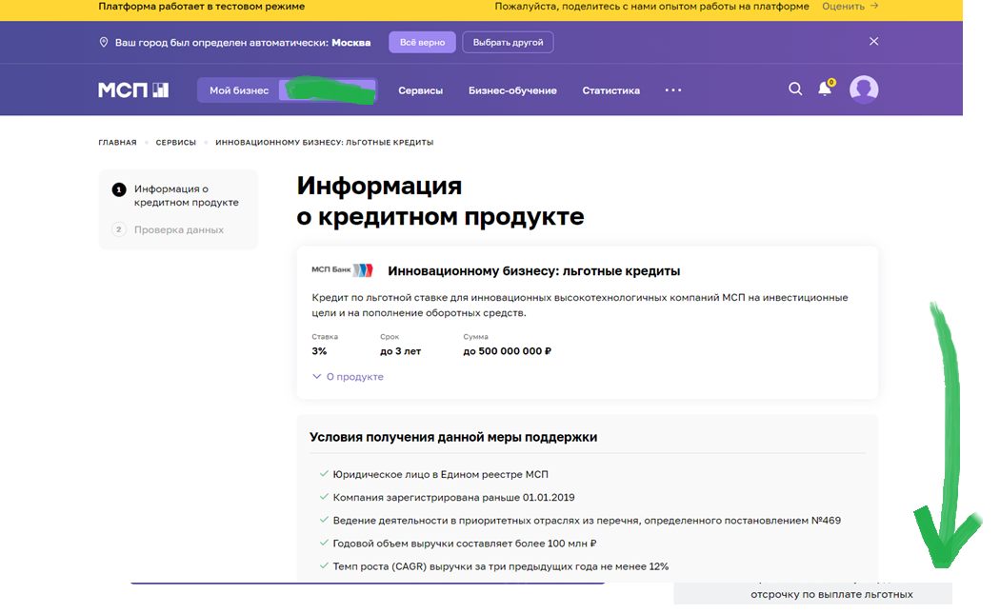 Платформа работает в тестовом режиме
Пожалуйста, поделитесь с нами опытом работы на платформе
Оценить →
Ваш город был определен автоматически: Москва
Всё верно
Выбрать другой
МСП
Мой бизнес
Сервисы
Бизнес-обучение
Статистика
0
ГЛАВНАЯ
СЕРВИСЫ
ИННОВАЦИОННОМУ БИЗНЕСУ: ЛЬГОТНЫЕ КРЕДИТЫ
1 Информация о
кредитном продукте
2 Проверка данных
Информация
о кредитном продукте
МСП Банк
Инновационному бизнесу: льготные кредиты
Кредит по льготной ставке для инновационных высокотехнологичных компаний МСП на инвестиционные
цели и на пополнение оборотных средств.
Ставка
3%
Срок
до 3 лет
Сумма
до 500 000 000 ₽
О продукте
Условия получения данной меры поддержки
Юридическое лицо в Едином реестре МСП
Компания зарегистрирована раньше 01.01.2019
Ведение деятельности в приоритетных отраслях из перечня, определенного постановлением №469
Годовой объем выручки составляет более 100 млн ₽
Темп роста (CAGR) выручки за три предыдущих года не менее 12%
отсрочку по выплате льготных